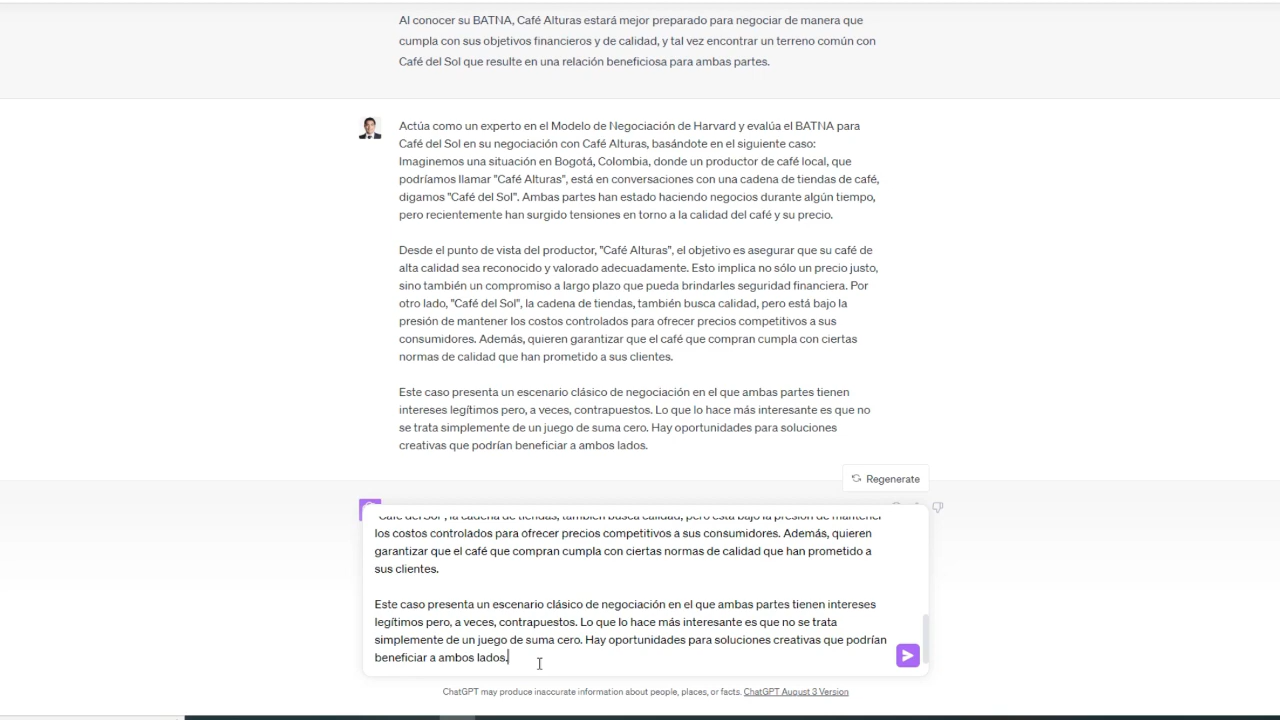 Al conocer su BATNA, Café Alturas estará mejor preparado para negociar de manera que
cumpla con sus objetivos financieros y de calidad, y tal vez encontrar un terreno común con
Café del Sol que resulte en una relación beneficiosa para ambas partes.
Actúa como un experto en el Modelo de Negociación de Harvard y evalúa el BATNA para
Café del Sol en su negociación con Café Alturas, basándote en el siguiente caso:
Imaginemos una situación en Bogotá, Colombia, donde un productor de café local, que
podríamos llamar "Café Alturas", está en conversaciones con una cadena de tiendas de café,
digamos "Café del Sol". Ambas partes han estado haciendo negocios durante algún tiempo,
pero recientemente han surgido tensiones en torno a la calidad del café y su precio.
Desde el punto de vista del productor, "Café Alturas", el objetivo es asegurar que su café de
alta calidad sea reconocido y valorado adecuadamente. Esto implica no sólo un precio justo,
sino también un compromiso a largo plazo que pueda brindarles seguridad financiera. Por
otro lado, "Café del Sol", la cadena de tiendas, también busca calidad, pero está bajo la
presión de mantener los costos controlados para ofrecer precios competitivos a sus
consumidores. Además, quieren garantizar que el café que compran cumpla con ciertas
normas de calidad que han prometido a sus clientes.
Este caso presenta un escenario clásico de negociación en el que ambas partes tienen
intereses legítimos pero, a veces, contrapuestos. Lo que lo hace más interesante es que no
se trata simplemente de un juego de suma cero. Hay oportunidades para soluciones
creativas que podrían beneficiar a ambos lados.
Regenerate
"Café del Sol", la cadena de tiendas, también busca calidad, pero está bajo la presión de mantener
los costos controlados para ofrecer precios competitivos a sus consumidores. Además, quieren
garantizar que el café que compran cumpla con ciertas normas de calidad que han prometido a
sus clientes.
Este caso presenta un escenario clásico de negociación en el que ambas partes tienen intereses
legítimos pero, a veces, contrapuestos. Lo que lo hace más interesante es que no se trata
simplemente de un juego de suma cero. Hay oportunidades para soluciones creativas que podrían
beneficiar a ambos lados.
ChatGPT may produce inaccurate information about people, places, or facts. ChatGPT August 3 Version